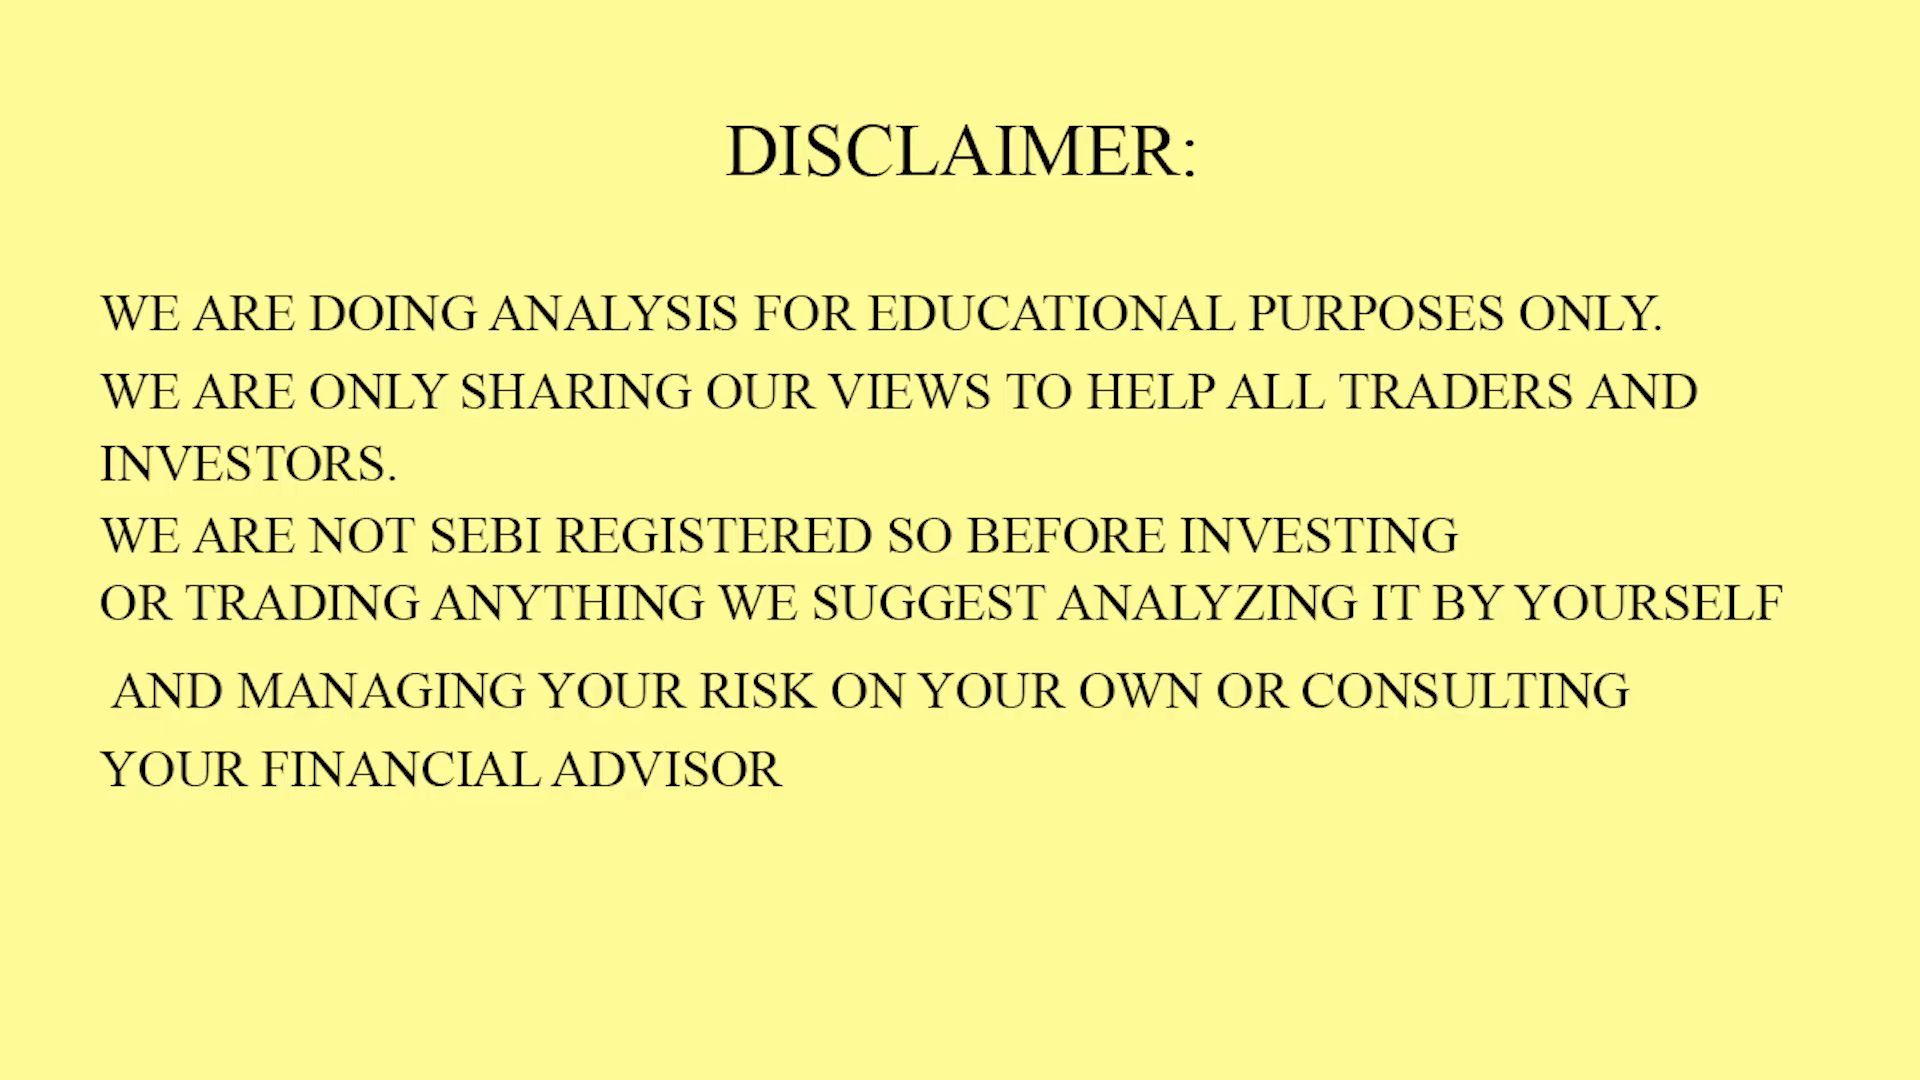 DISCLAIMER:
WE ARE DOING ANALYSIS FOR EDUCATIONAL PURPOSES ONLY.
WE ARE ONLY SHARING OUR VIEWS TO HELP ALL TRADERS AND
INVESTORS.
WE ARE NOT SEBI REGISTERED SO BEFORE INVESTING
OR TRADING ANYTHING WE SUGGEST ANALYZING IT BY YOURSELF
AND MANAGING YOUR RISK ON YOUR OWN OR CONSULTING
YOUR FINANCIAL ADVISOR